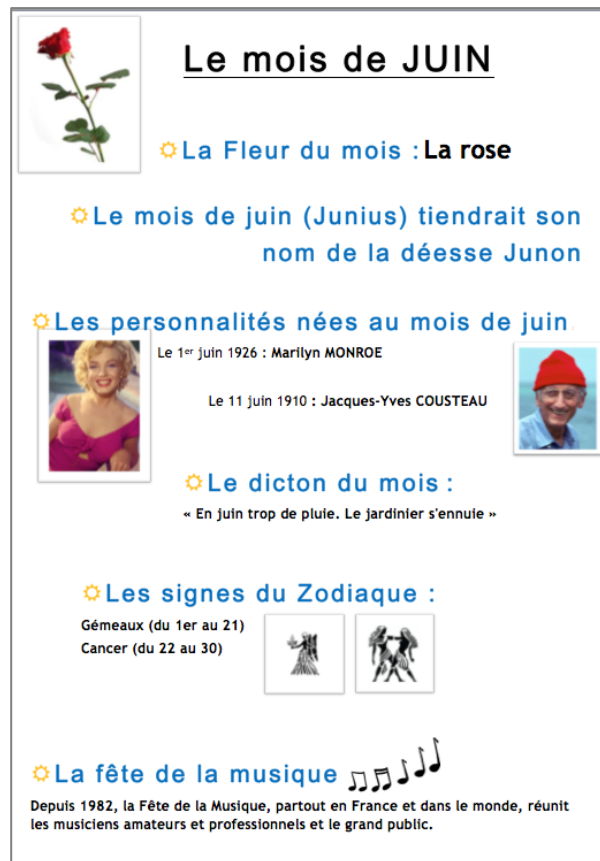 Le mois de JUIN
La Fleur du mois : La rose
Le mois de juin (Junius) tiendrait son
nom de la déesse Junon
Les personnalités nées au mois de juin
Le 1er juin 1926 : Marilyn MONROE
Le 11 juin 1910 : Jacques-Yves COUSTEAU
Le dicton du mois :
« En juin trop de pluie. Le jardinier s'ennuie »
Les signes du Zodiaque :
Gémeaux (du 1er au 21)
Cancer (du 22 au 30)
La fête de la musique
Depuis 1982, la Fête de la Musique, partout en France et dans le monde, réunit
les musiciens amateurs et professionnels et le grand public.